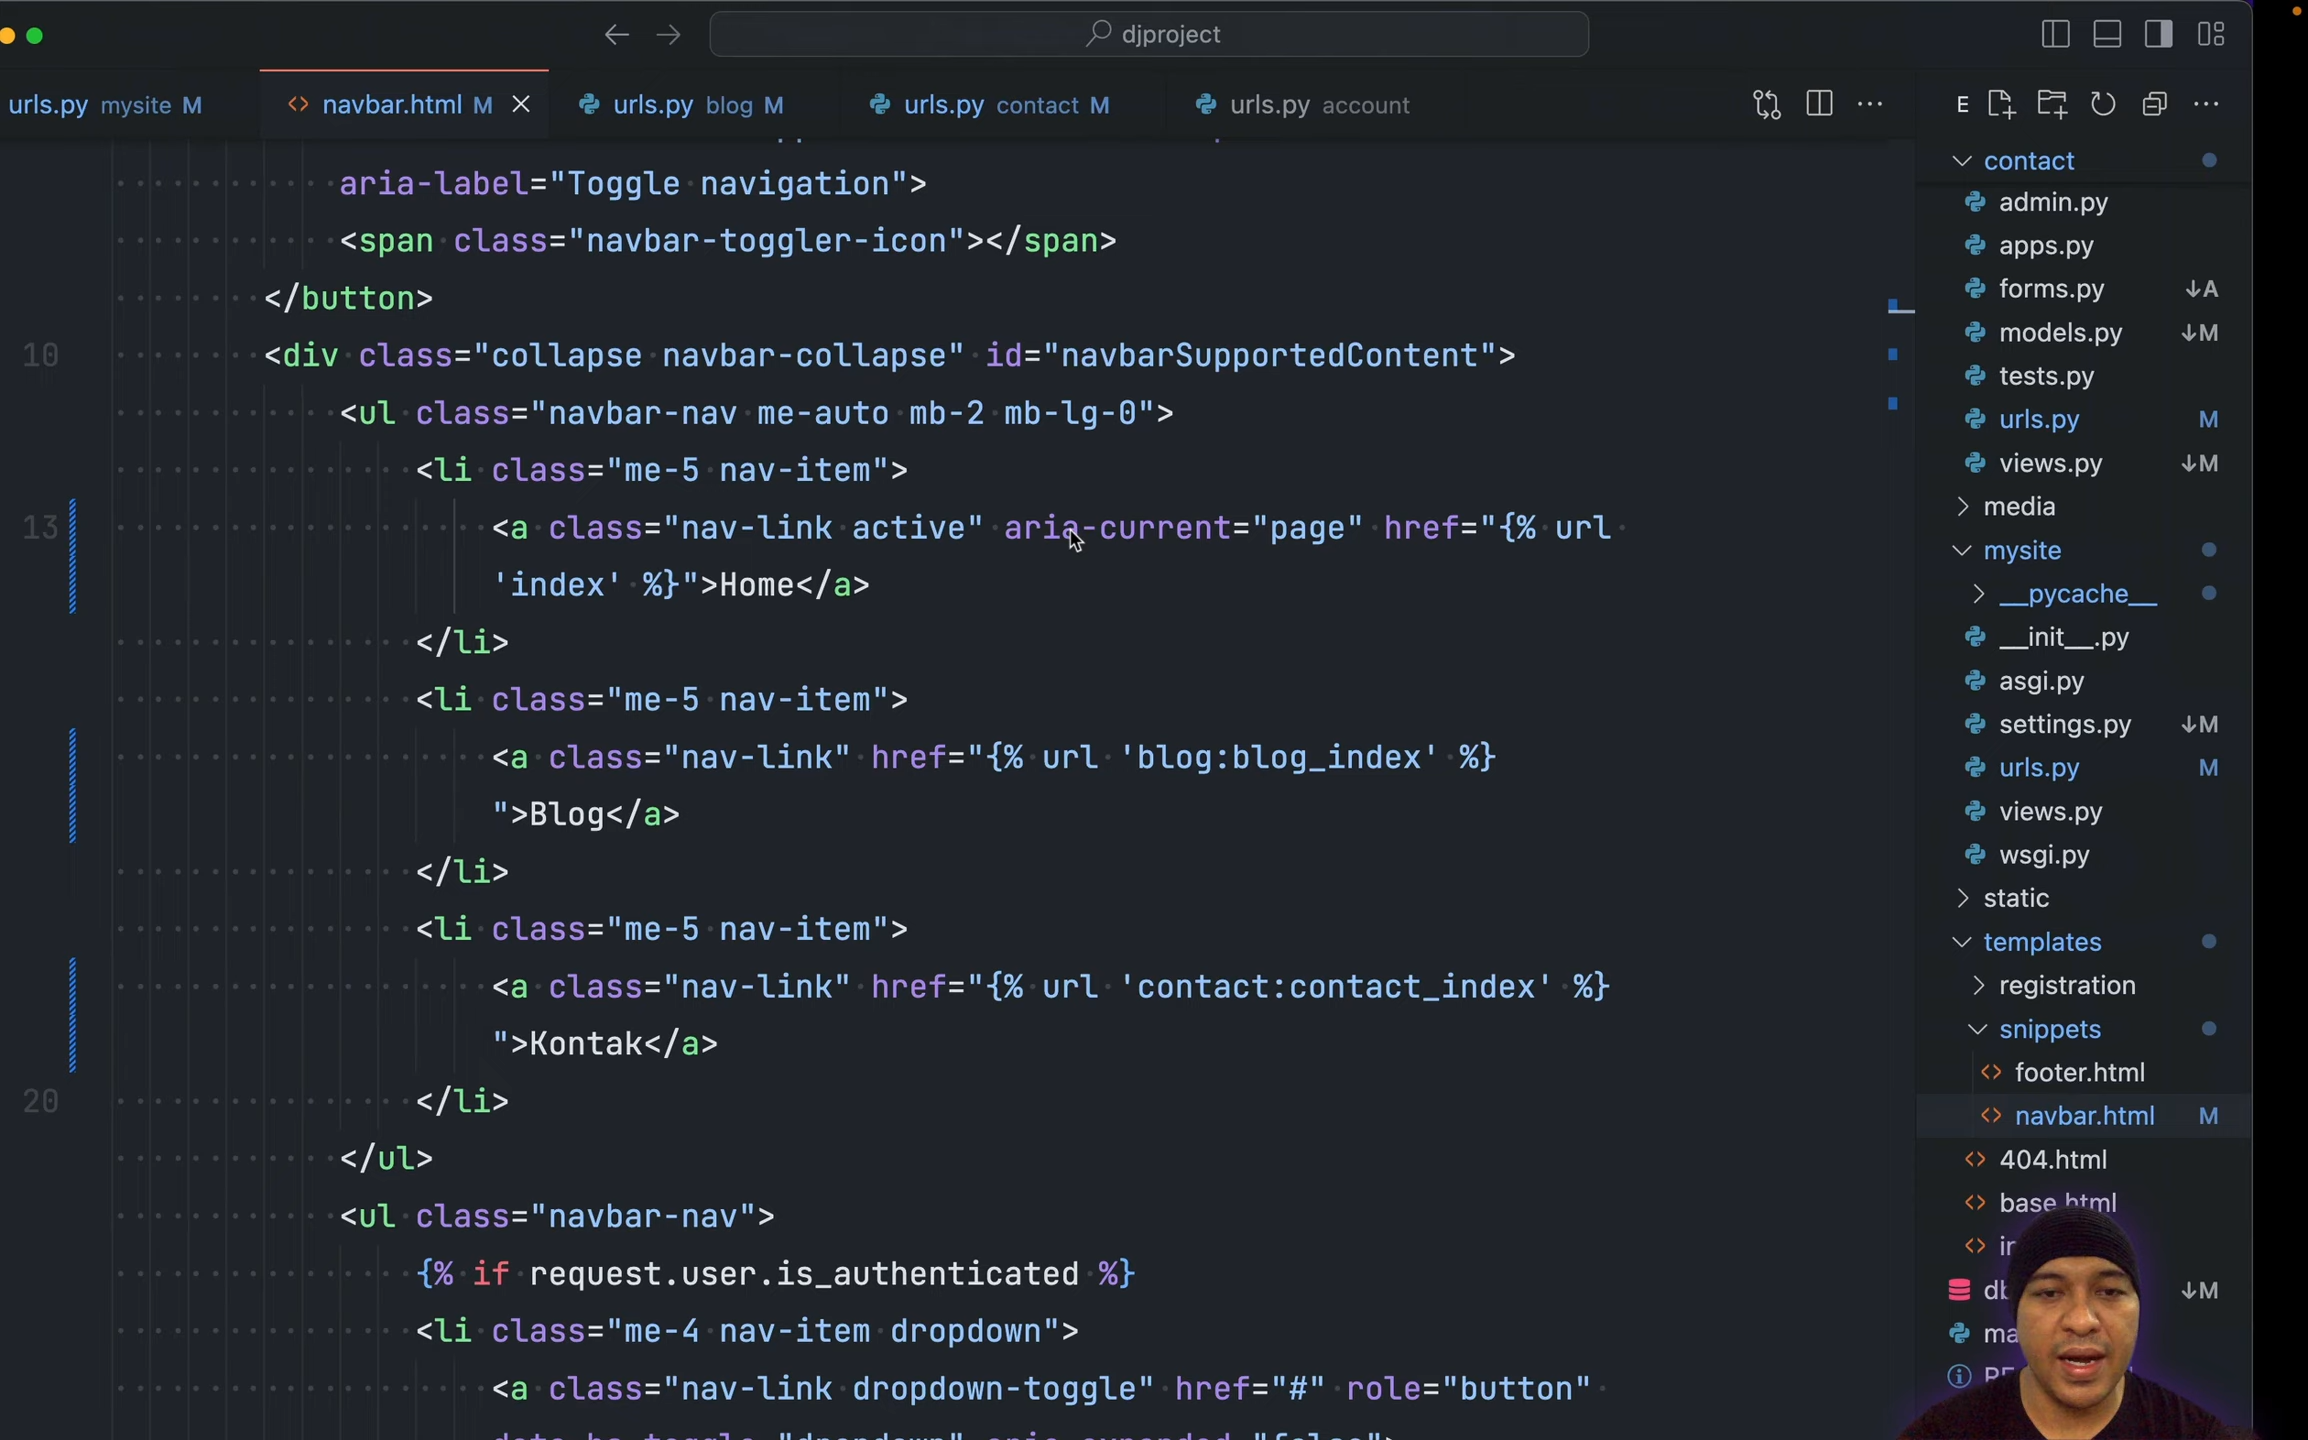 djproject
urls.py mysite M
navbar.html M
urls.py blog M
urls.py contact M
urls.py account
E
aria-label="Toggle navigation">
<span class="navbar-toggler-icon"></span>
</button>
10 <div class="collapse navbar-collapse" id="navbarSupportedContent">
<ul class="navbar-nav me-auto mb-2 mb-lg-0">
<li class="me-5 nav-item">
13 <a class="nav-link active" aria-current="page" href="{% url
'index' %}">Home</a>
</li>
<li class="me-5 nav-item">
<a class="nav-link" href="{% url 'blog:blog_index' %}
">Blog</a>
</li>
<li class="me-5 nav-item">
<a class="nav-link" href="{% url 'contact:contact_index' %}
">Kontak</a>
20 </li>
</ul>
<ul class="navbar-nav">
{% if request.user.is_authenticated %}
<li class="me-4 nav-item dropdown">
<a class="nav-link dropdown-toggle" href="#" role="button"
contact
admin.py
apps.py
forms.py ↓A
models.py ↓M
tests.py
urls.py M
views.py ↓M
media
mysite
__pycache__
__init__.py
asgi.py
settings.py ↓M
urls.py M
views.py
wsgi.py
static
templates
registration
snippets
footer.html
navbar.html M
404.html
base.html
↓M